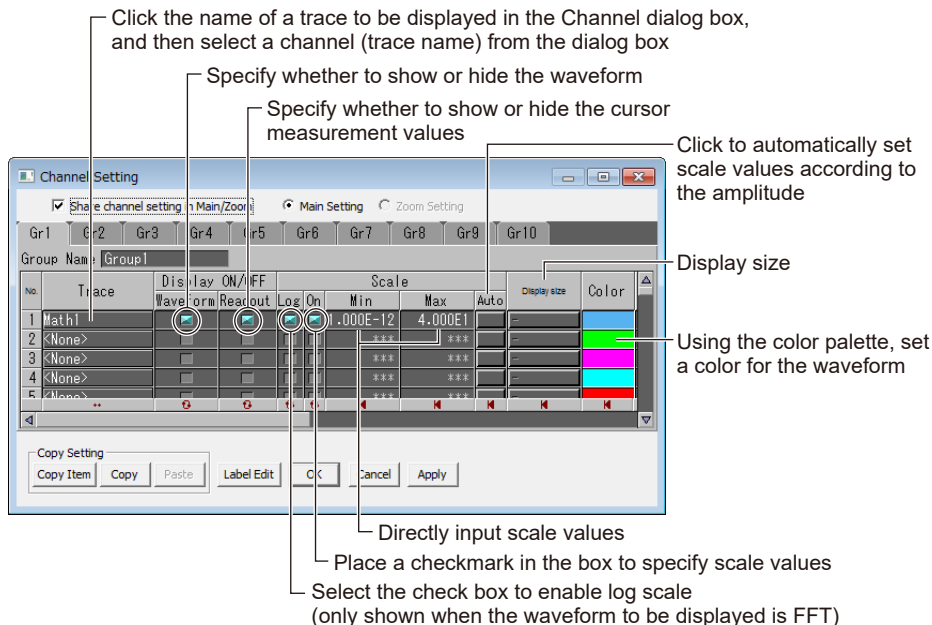 Click the name of a trace to be displayed in the Channel dialog box,
and then select a channel (trace name) from the dialog box
Specify whether to show or hide the waveform
Specify whether to show or hide the cursor
measurement values
Click to automatically set
scale values according to
the amplitude
Channel Setting
Share channel setting in Main/Zoom Main Setting Zoom Setting
Gr1 Gr2 Gr3 Gr4 Gr5 Gr6 Gr7 Gr8 Gr9 Gr10
Group Name Group1
Display size
No. Trace Display ON/OFF Scale Display size Color
Waveform Readout Log On Min Max Auto
1 Math1 1.000E-12 4.000E1 -
2 <None> *** *** -
Using the color palette, set
a color for the waveform
3 <None> *** *** -
4 <None> *** *** -
5 <None> *** *** -
Copy Setting
Copy Item Copy Paste Label Edit OK Cancel Apply
Directly input scale values
Place a checkmark in the box to specify scale values
Select the check box to enable log scale
(only shown when the waveform to be displayed is FFT)